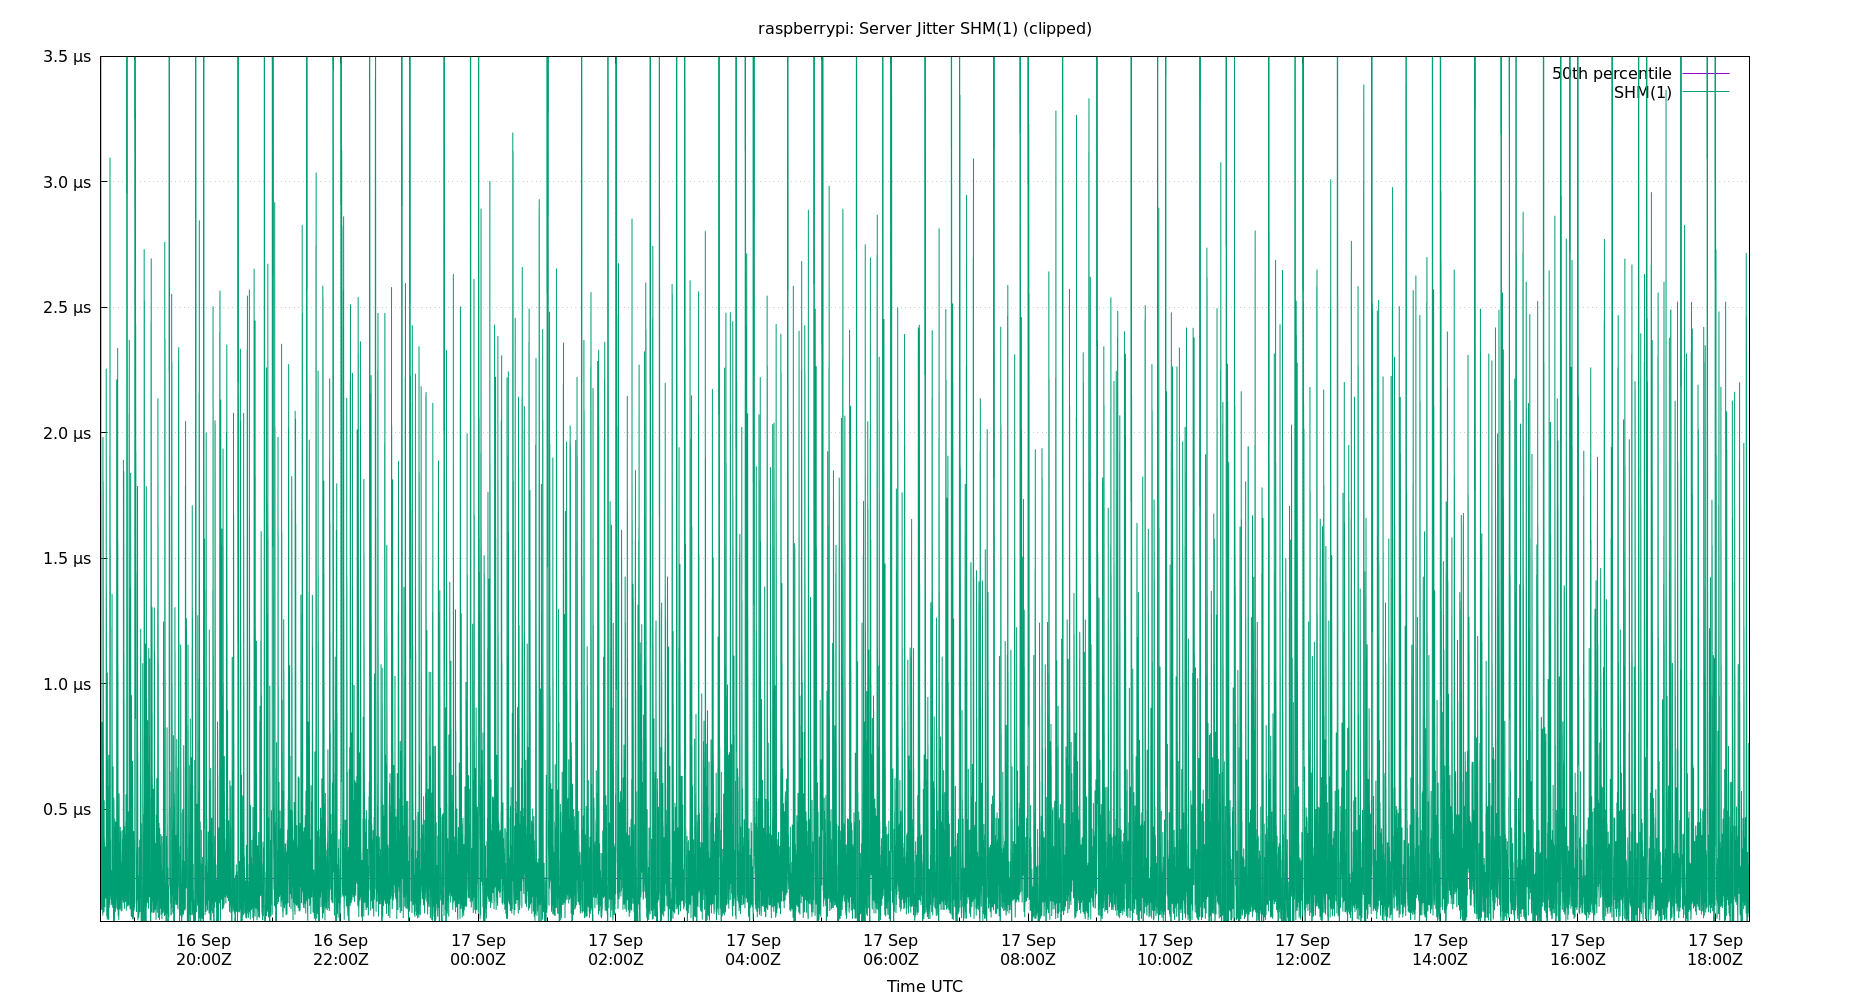 raspberrypi: Server Jitter SHM(1) (clipped)
3.5 µs
50th percentile
SHM(1)
3.0 µs
2.5 µs
2.0 µs
1.5 µs
1.0 µs
0.5 µs
16 Sep 16 Sep 17 Sep 17 Sep 17 Sep 17 Sep 17 Sep 17 Sep 17 Sep 17 Sep 17 Sep 17 Sep
20:00Z 22:00Z 00:00Z 02:00Z 04:00Z 06:00Z 08:00Z 10:00Z 12:00Z 14:00Z 16:00Z 18:00Z
Time UTC